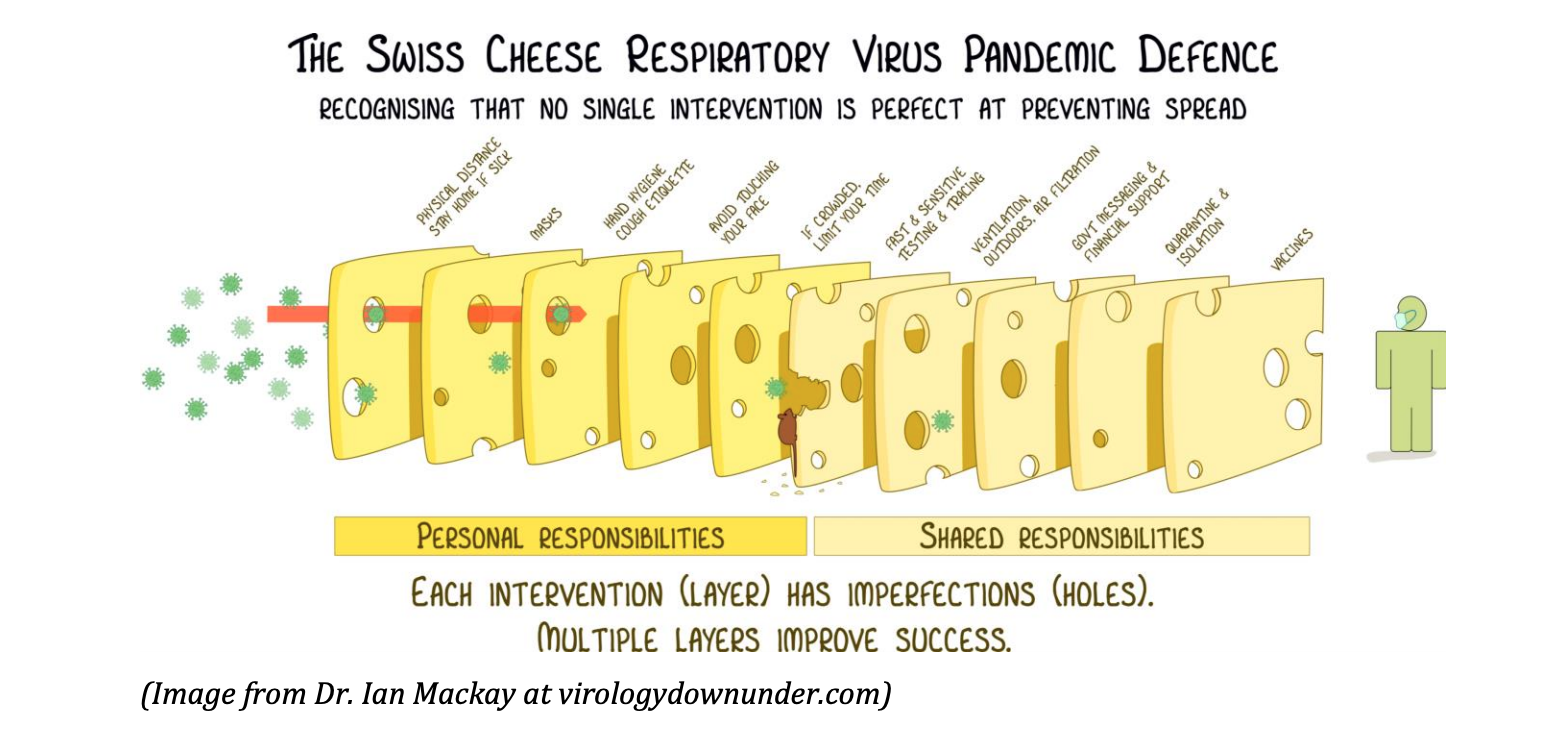 The Swiss Cheese Respiratory Virus Pandemic Defence
recognising that no single intervention is perfect at preventing spread
Physical distance
stay home if sick
Masks
Hand hygiene
cough etiquette
Avoid touching
your face
If crowded,
limit your time
Fast & sensitive
testing & tracing
Ventilation,
outdoors, air filtration
Govt messaging &
financial support
Quarantine &
isolation
Vaccines
Personal responsibilities
Shared responsibilities
Each intervention (layer) has imperfections (holes).
Multiple layers improve success.
(Image from Dr. Ian Mackay at virologydownunder.com)